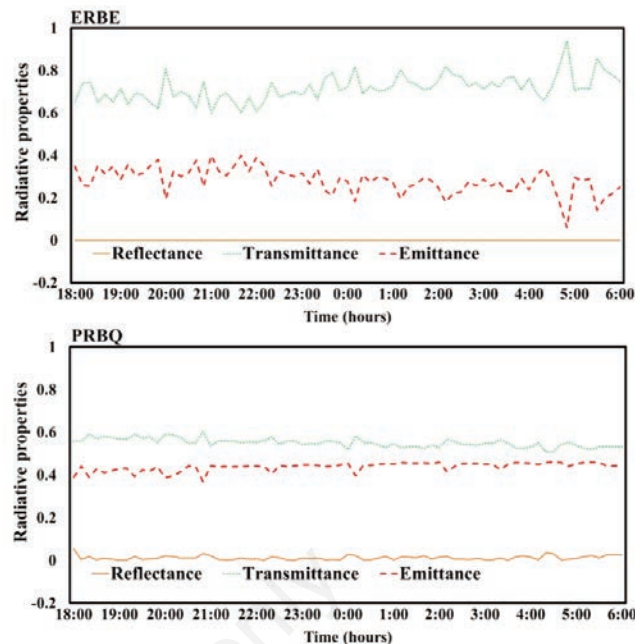 ERBE
1
0.8
0.6
0.4
0.2
0
-0.2
Radiative properties
Reflectance Transmittance Emittance
18:00 19:00 20:00 21:00 22:00 23:00 0:00 1:00 2:00 3:00 4:00 5:00 6:00
Time (hours)
PRBQ
1
0.8
0.6
0.4
0.2
0
-0.2
Radiative properties
Reflectance Transmittance Emittance
18:00 19:00 20:00 21:00 22:00 23:00 0:00 1:00 2:00 3:00 4:00 5:00 6:00
Time (hours)
only